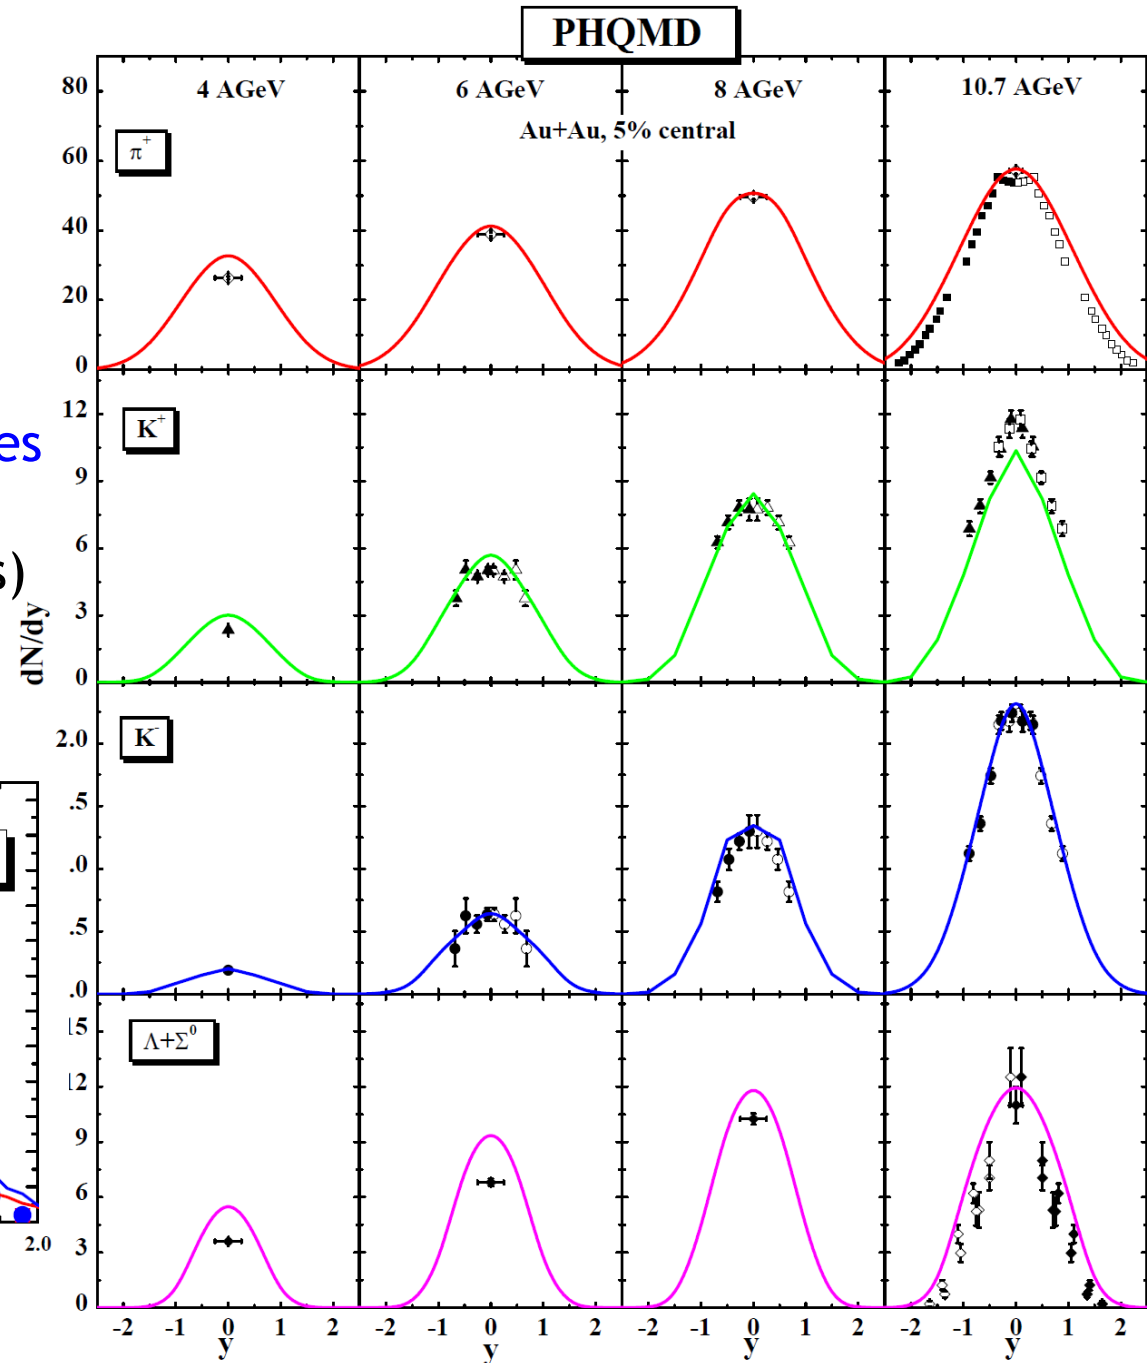 PHQMD
4 AGeV
6 AGeV
8 AGeV
10.7 AGeV
Au+Au, 5% central
π⁺
80
60
40
20
0
K⁺
12
9
6
3
0
es
s)
dN/dy
K⁻
2.0
.5
.0
.5
.0
Λ+Σ⁰
15
12
9
6
3
0
2.0
-2 -1 0 1 2 -2 -1 0 1 2 -2 -1 0 1 2 -2 -1 0 1 2
y y y y